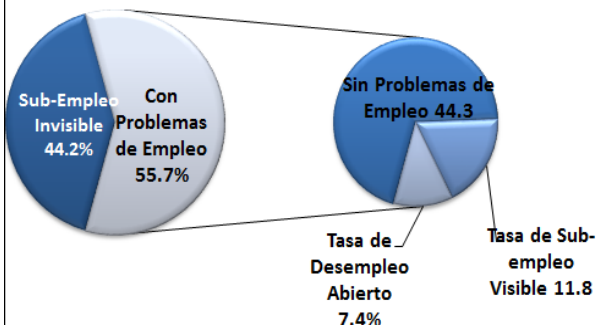 Sub-Empleo
Invisible
44.2%
Con
Problemas
de Empleo
55.7%
Sin Problemas de
Empleo 44.3
Tasa de
Desempleo
Abierto
7.4%
Tasa de Sub-
empleo
Visible 11.8